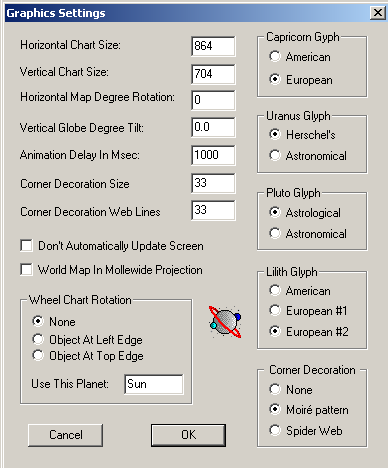 Graphics Settings
Horizontal Chart Size: 864
Vertical Chart Size: 704
Horizontal Map Degree Rotation: 0
Vertical Globe Degree Tilt: 0.0
Animation Delay In Msec: 1000
Corner Decoration Size 33
Corner Decoration Web Lines 33
Don't Automatically Update Screen
World Map In Mollewide Projection
Wheel Chart Rotation
None
Object At Left Edge
Object At Top Edge
Use This Planet: Sun
Cancel
OK
Capricorn Gyph
American
European
Uranus Glyph
Herschel's
Astronomical
Pluto Glyph
Astrological
Astronomical
Lilith Glyph
American
European #1
European #2
Corner Decoration
None
Moiré pattern
Spider Web